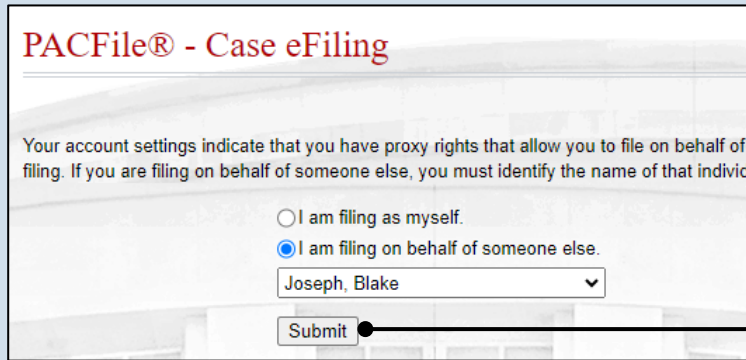 PACFile® - Case eFiling
Your account settings indicate that you have proxy rights that allow you to file on behalf of
filing. If you are filing on behalf of someone else, you must identify the name of that
I am filing as myself.
I am filing on behalf of someone else.
Joseph, Blake
Submit